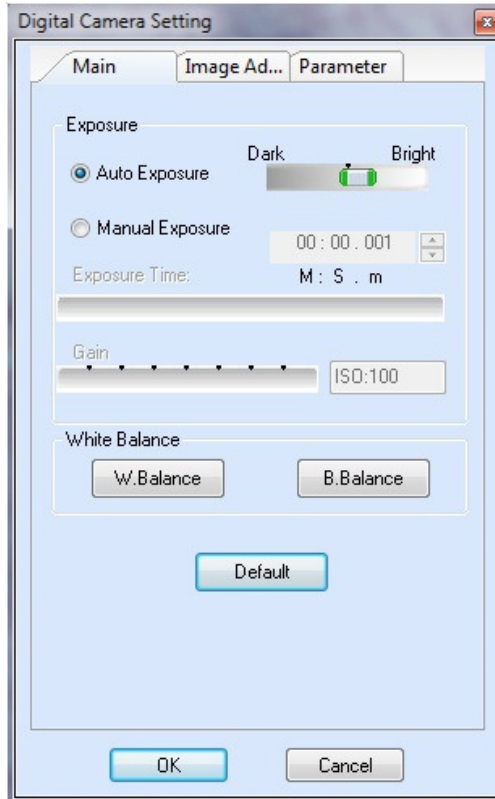 Digital Camera Setting
Main Image Ad... Parameter
Exposure
Dark Bright
Auto Exposure
Manual Exposure
00 : 00 . 001
Exposure Time: M : S . m
Gain
ISO:100
White Balance
W.Balance B.Balance
Default
OK Cancel